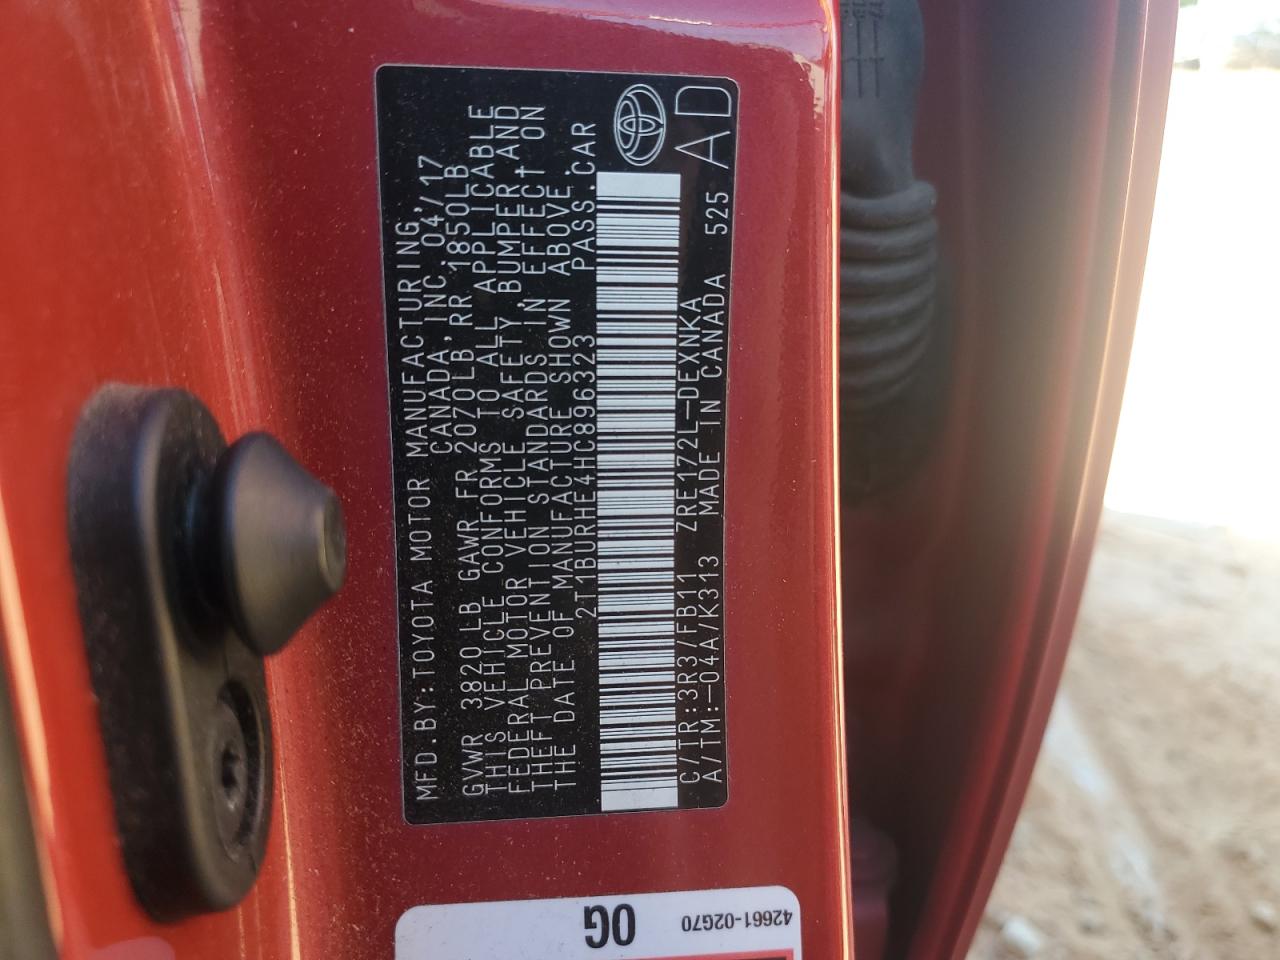 MFD.BY:TOYOTA MOTOR MANUFACTURING,
CANADA, INC. 04/17
GVWR 3820LB GAWR FR 2070LB, RR 1850LB
THIS VEHICLE CONFORMS TO ALL APPLICABLE
FEDERAL MOTOR VEHICLE SAFETY, BUMPER, AND
THEFT PREVENTION STANDARDS IN EFFECT ON
THE DATE OF MANUFACTURE SHOWN ABOVE.
2T1BURHE4HC896323 PASS.CAR
C/TR:3R3/FB11 ZRE172L-DEXNKA
A/TM:-04A/K313 MADE IN CANADA 525
AD
42661-02G70
0G